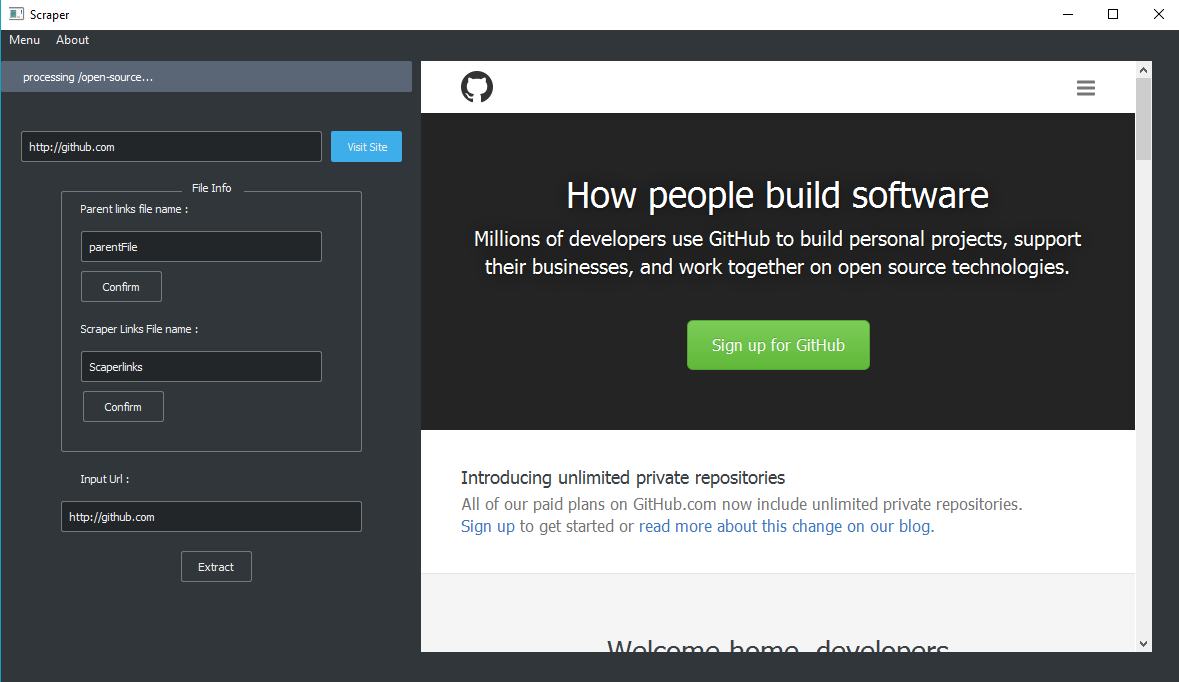 Scraper
Menu About
processing /open-source...
http://github.com
Visit Site
File Info
Parent links file name :
parentFile
Confirm
Scraper Links File name :
Scaperlinks
Confirm
Input Url :
http://github.com
Extract
How people build software
Millions of developers use GitHub to build personal projects, support
their businesses, and work together on open source technologies.
Sign up for GitHub
Introducing unlimited private repositories
All of our paid plans on GitHub.com now include unlimited private repositories.
Sign up to get started or read more about this change on our blog.
Welcome home, developers